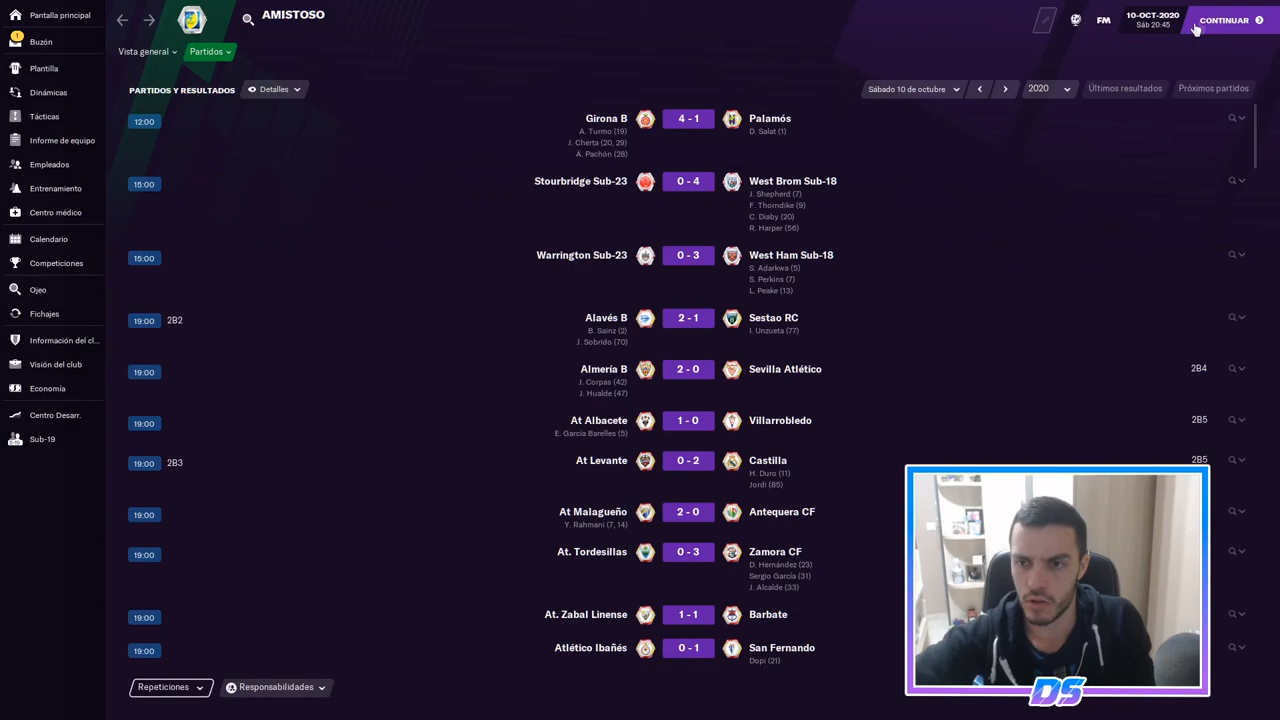 Pantalla principal
1
Buzón
Plantilla
Dinámicas
Tácticas
Informe de equipo
Empleados
Entrenamiento
Centro médico
Calendario
Competiciones
Ojeo
Fichajes
Información del cl...
Visión del club
Economía
Centro Desarr.
Sub-19
AMISTOSO
FM
10-OCT-2020
Sáb 20:45
CONTINUAR
Vista general
Partidos
PARTIDOS Y RESULTADOS
Detalles
Sábado 10 de octubre
2020
Últimos resultados
Próximos partidos
12:00 Girona B 4 - 1 Palamós
A. Turmo (19) D. Salat (1)
J. Cherta (20, 29)
A. Pachón (28)
15:00 Stourbridge Sub-23 0 - 4 West Brom Sub-18
J. Shepherd (7)
F. Thorndike (9)
C. Diaby (20)
R. Harper (56)
15:00 Warrington Sub-23 0 - 3 West Ham Sub-18
S. Adarkwa (5)
S. Perkins (7)
L. Peake (13)
19:00 2B2 Alavés B 2 - 1 Sestao RC
B. Sainz (2) I. Unzueta (77)
J. Sobrido (70)
19:00 Almería B 2 - 0 Sevilla Atlético 2B4
J. Corpas (42)
J. Hualde (47)
19:00 At Albacete 1 - 0 Villarrobledo 2B5
E. García Barelles (5)
19:00 2B3 At Levante 0 - 2 Castilla 2B5
H. Duro (11)
Jordi (85)
19:00 At Malagueño 2 - 0 Antequera CF
Y. Rahmani (7, 14)
19:00 At. Tordesillas 0 - 3 Zamora CF
D. Hernández (23)
Sergio García (31)
J. Alcalde (33)
19:00 At. Zabal Linense 1 - 1 Barbate
19:00 Atlético Ibañés 0 - 1 San Fernando
Dopi (21)
Repeticiones
Responsabilidades
DS